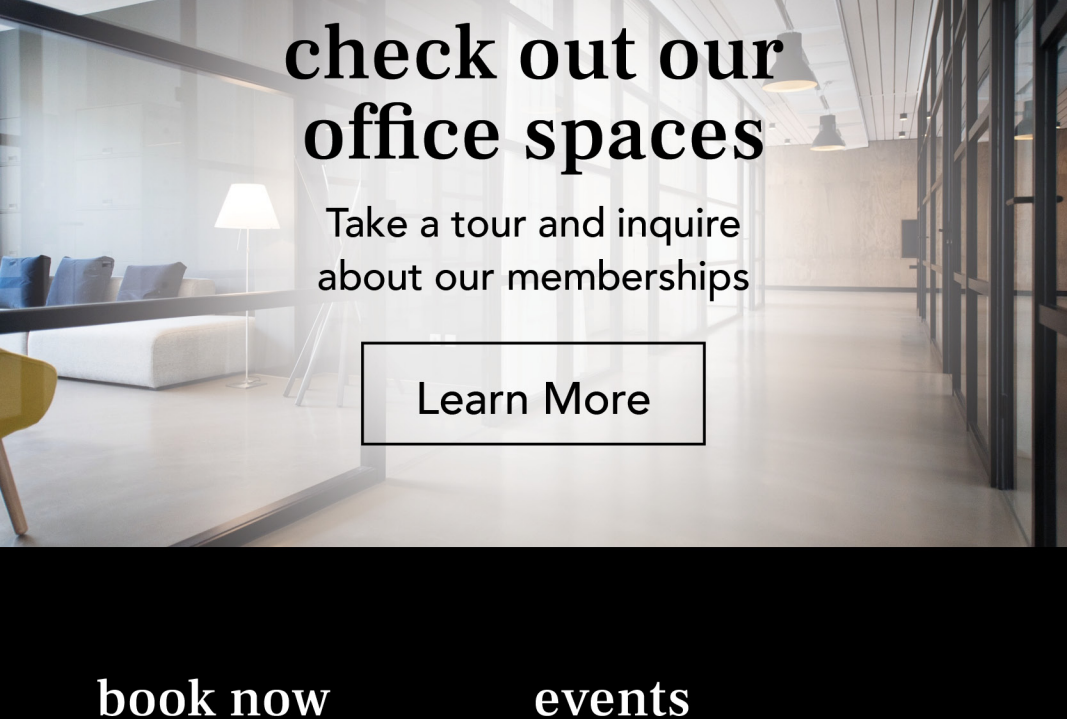 check out our
office spaces
Take a tour and inquire
about our memberships
Learn More
book now
events